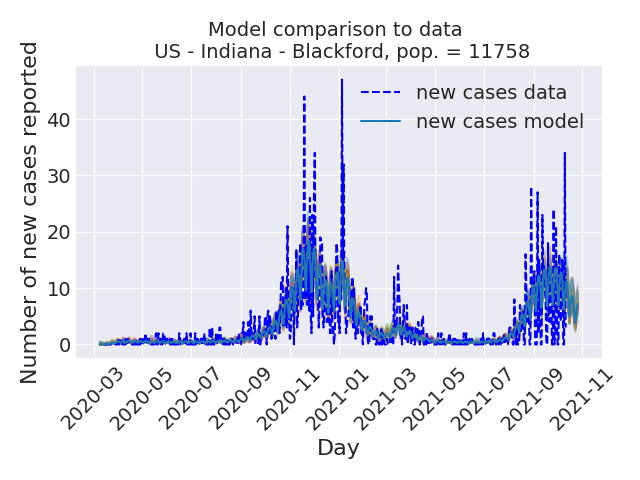 Model comparison to data
US - Indiana - Blackford, pop. = 11758
Number of new cases reported
new cases data
new cases model
40
30
20
10
0
2020-03
2020-05
2020-07
2020-09
2020-11
2021-01
2021-03
2021-05
2021-07
2021-09
2021-11
Day